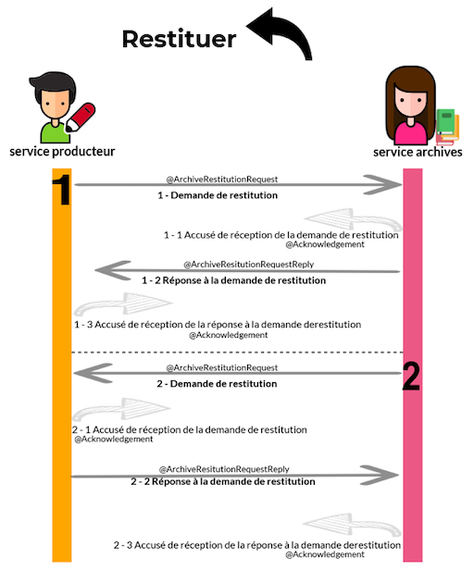 Restituer
service producteur
service archives
1
@ArchiveRestitutionRequest
1 - Demande de restitution
1 - 1 Accusé de réception de la demande de restitution
@Acknowledgement
@ArchiveResitutionRequestReply
1 - 2 Réponse à la demande de restitution
1 - 3 Accusé de réception de la réponse à la demande derestitution
@Acknowledgement
2
@ArchiveRestitutionRequest
2 - Demande de restitution
2 - 1 Accusé de réception de la demande de restitution
@Acknowledgement
@ArchiveResitutionRequestReply
2 - 2 Réponse à la demande de restitution
2 - 3 Accusé de réception de la réponse à la demande derestitution
@Acknowledgement